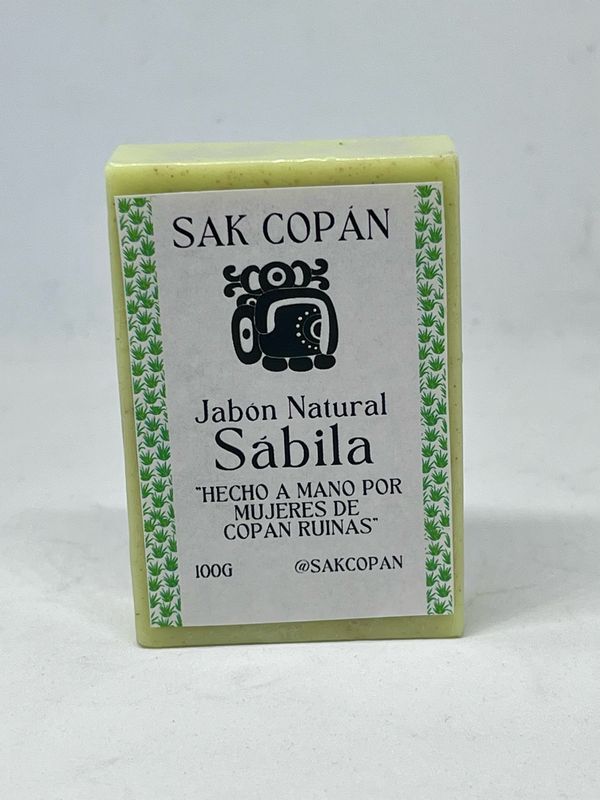 SAK COPÁN
Jabón Natural
Sábila
"HECHO A MANO POR
MUJERES DE
COPAN RUINAS"
100G @SAKCOPAN